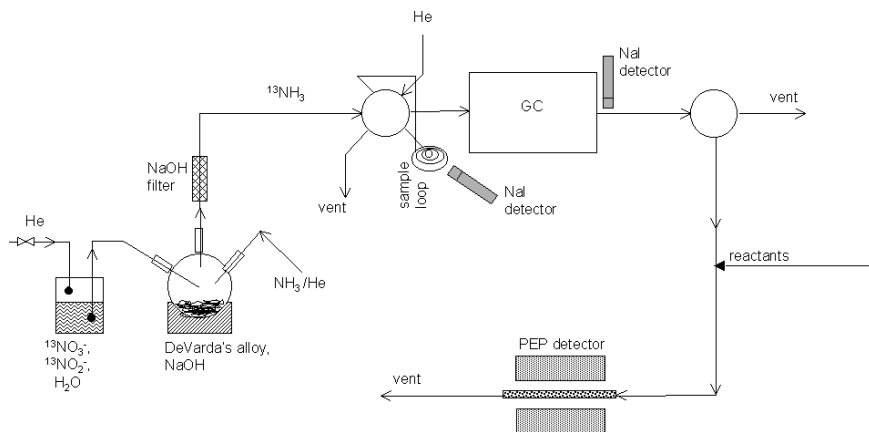 He
NaI
detector
¹³NH₃
GC
vent
NaOH
filter
sample
loop
NaI
detector
vent
He
reactants
NH₃/He
¹³NO₃⁻,
¹³NO₂⁻,
H₂O
DeVarda's alloy,
NaOH
PEP detector
vent